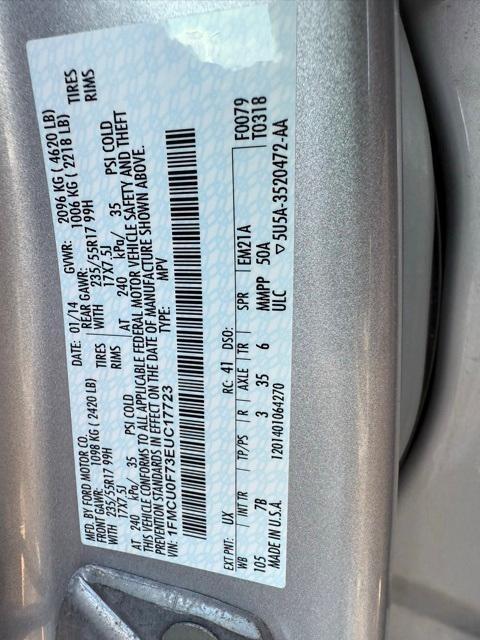 MFD. BY FORD MOTOR CO.
DATE: 01/14 GVWR: 2096 KG ( 4620 LB)
FRONT GAWR: 1098 KG ( 2420 LB) REAR GAWR: 1006 KG ( 2218 LB)
WITH 235/55R17 99H TIRES WITH 235/55R17 99H TIRES
17X7.5J RIMS 17X7.5J RIMS
AT 240 kPa/ 35 PSI COLD AT 240 kPa/ 35 PSI COLD
THIS VEHICLE CONFORMS TO ALL APPLICABLE FEDERAL MOTOR VEHICLE SAFETY AND THEFT
PREVENTION STANDARDS IN EFFECT ON THE DATE OF MANUFACTURE SHOWN ABOVE.
VIN: 1FMCU0F73EUC17723
TYPE: MPV
EXT PNT: UX RC: 41 DSO: F0079
WB INT TR TP/PS R AXLE TR SPR EM21A T0318
105 7B 3 35 6 MMPP 50A
MADE IN U.S.A. 1201401064270 ULC ▽5U5A-3520472-AA